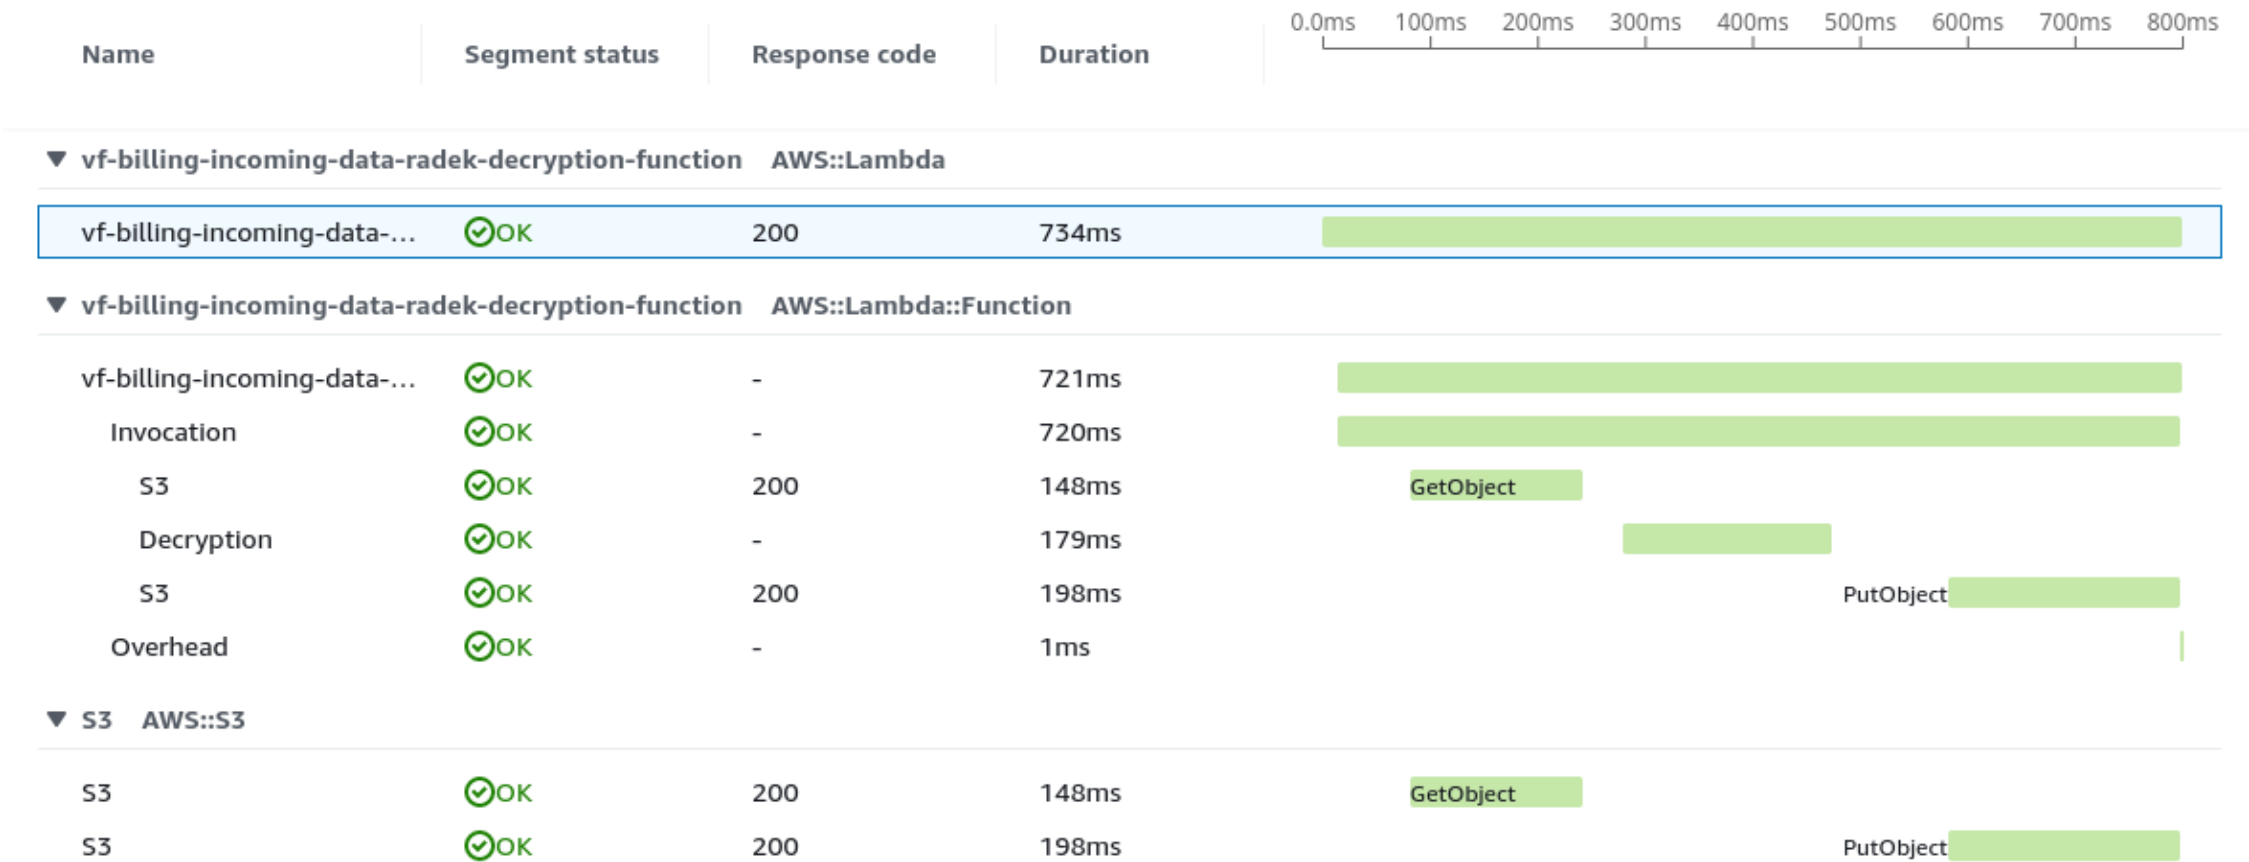 0.0ms 100ms 200ms 300ms 400ms 500ms 600ms 700ms 800ms
Name Segment status Response code Duration
vf-billing-incoming-data-radek-decryption-function AWS::Lambda
vf-billing-incoming-data-... OK 200 734ms
vf-billing-incoming-data-radek-decryption-function AWS::Lambda::Function
vf-billing-incoming-data-... OK - 721ms
Invocation OK - 720ms
S3 OK 200 148ms GetObject
Decryption OK - 179ms
S3 OK 200 198ms PutObject
Overhead OK - 1ms
S3 AWS::S3
S3 OK 200 148ms GetObject
S3 OK 200 198ms PutObject